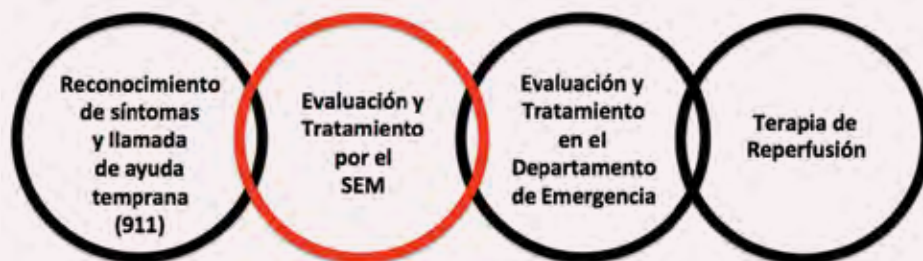 Reconocimiento
de síntomas
y llamada
de ayuda
temprana
(911)
Evaluación y
Tratamiento
por el
SEM
Evaluación y
Tratamiento
en el
Departamento
de Emergencia
Terapia de
Reperfusión